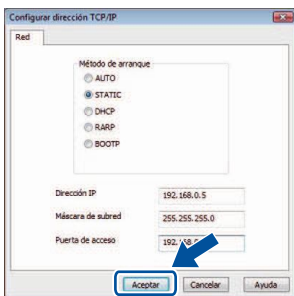 Configurar dirección TCP/IP
Red
Método de arranque
AUTO
STATIC
DHCP
RARP
BOOTP
Dirección IP 192.168.0.5
Máscara de subred 255.255.255.0
Puerta de acceso
Aceptar Cancelar Ayuda